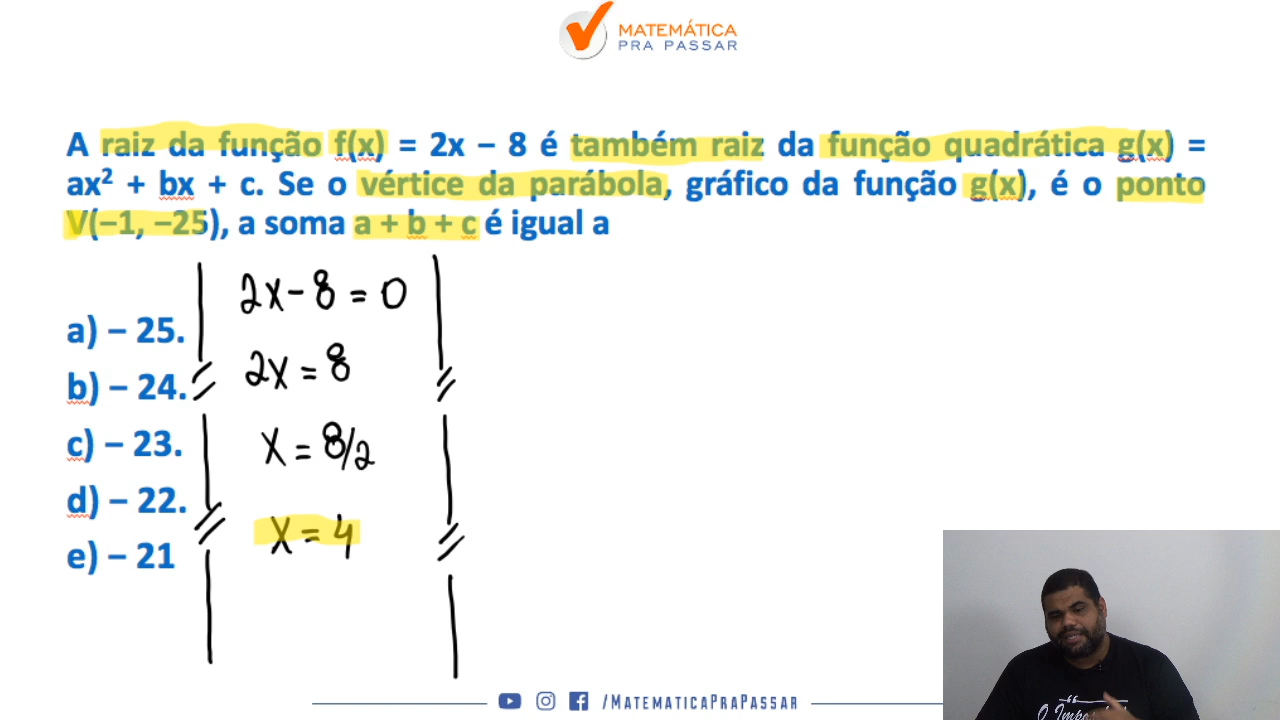 MATEMÁTICA
PRA PASSAR
A raiz da função f(x) = 2x – 8 é também raiz da função quadrática g(x) =
ax² + bx + c. Se o vértice da parábola, gráfico da função g(x), é o ponto
V(–1, –25), a soma a + b + c é igual a
a) – 25.
b) – 24.
c) – 23.
d) – 22.
e) – 21
2x – 8 = 0
2x = 8
x = 8/2
x = 4
/MATEMATICAPRAPASSAR